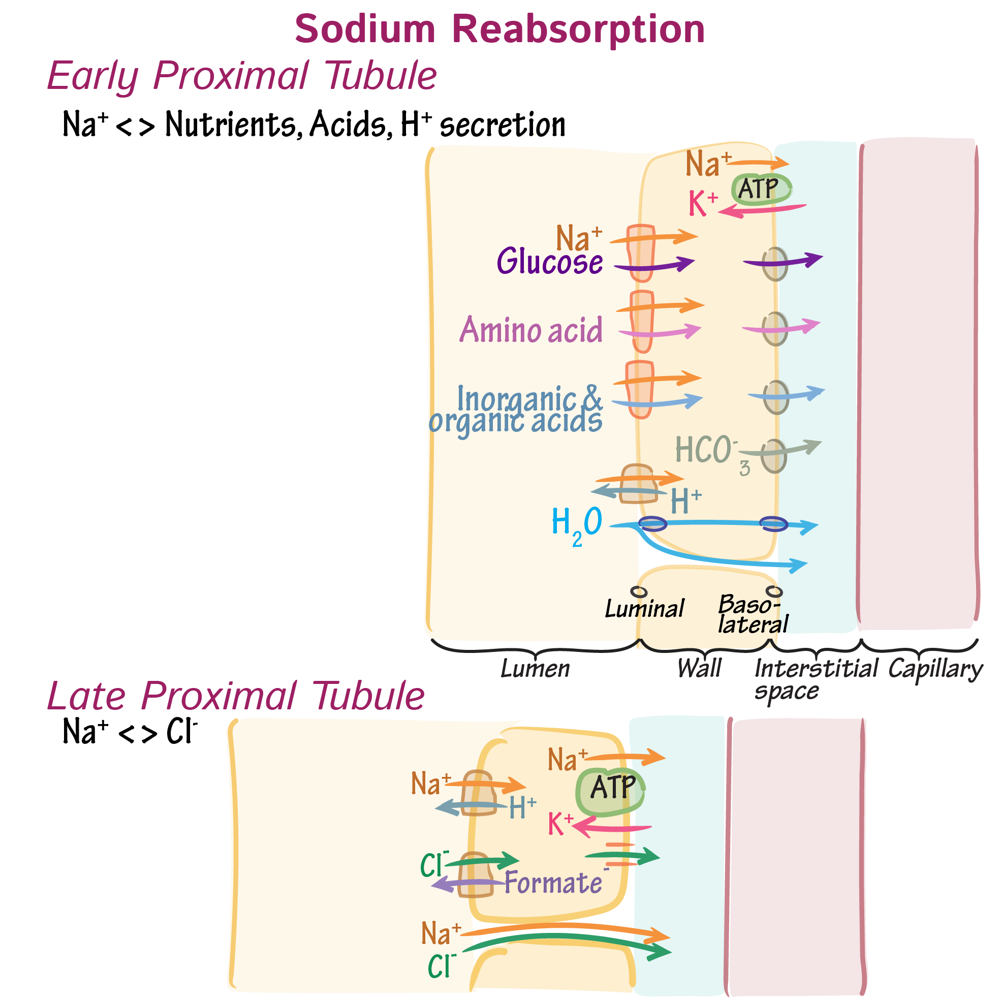 Sodium Reabsorption
Early Proximal Tubule
Na⁺ < > Nutrients, Acids, H⁺ secretion
Na⁺
ATP
K⁺
Na⁺
Glucose
Amino acid
Inorganic &
organic acids
HCO₃⁻
H⁺
H₂O
Luminal
Baso-
lateral
Lumen
Wall
Interstitial
space
Capillary
Late Proximal Tubule
Na⁺ < > Cl⁻
Na⁺
ATP
Na⁺
H⁺
K⁺
Cl⁻
Formate⁻
Na⁺
Cl⁻